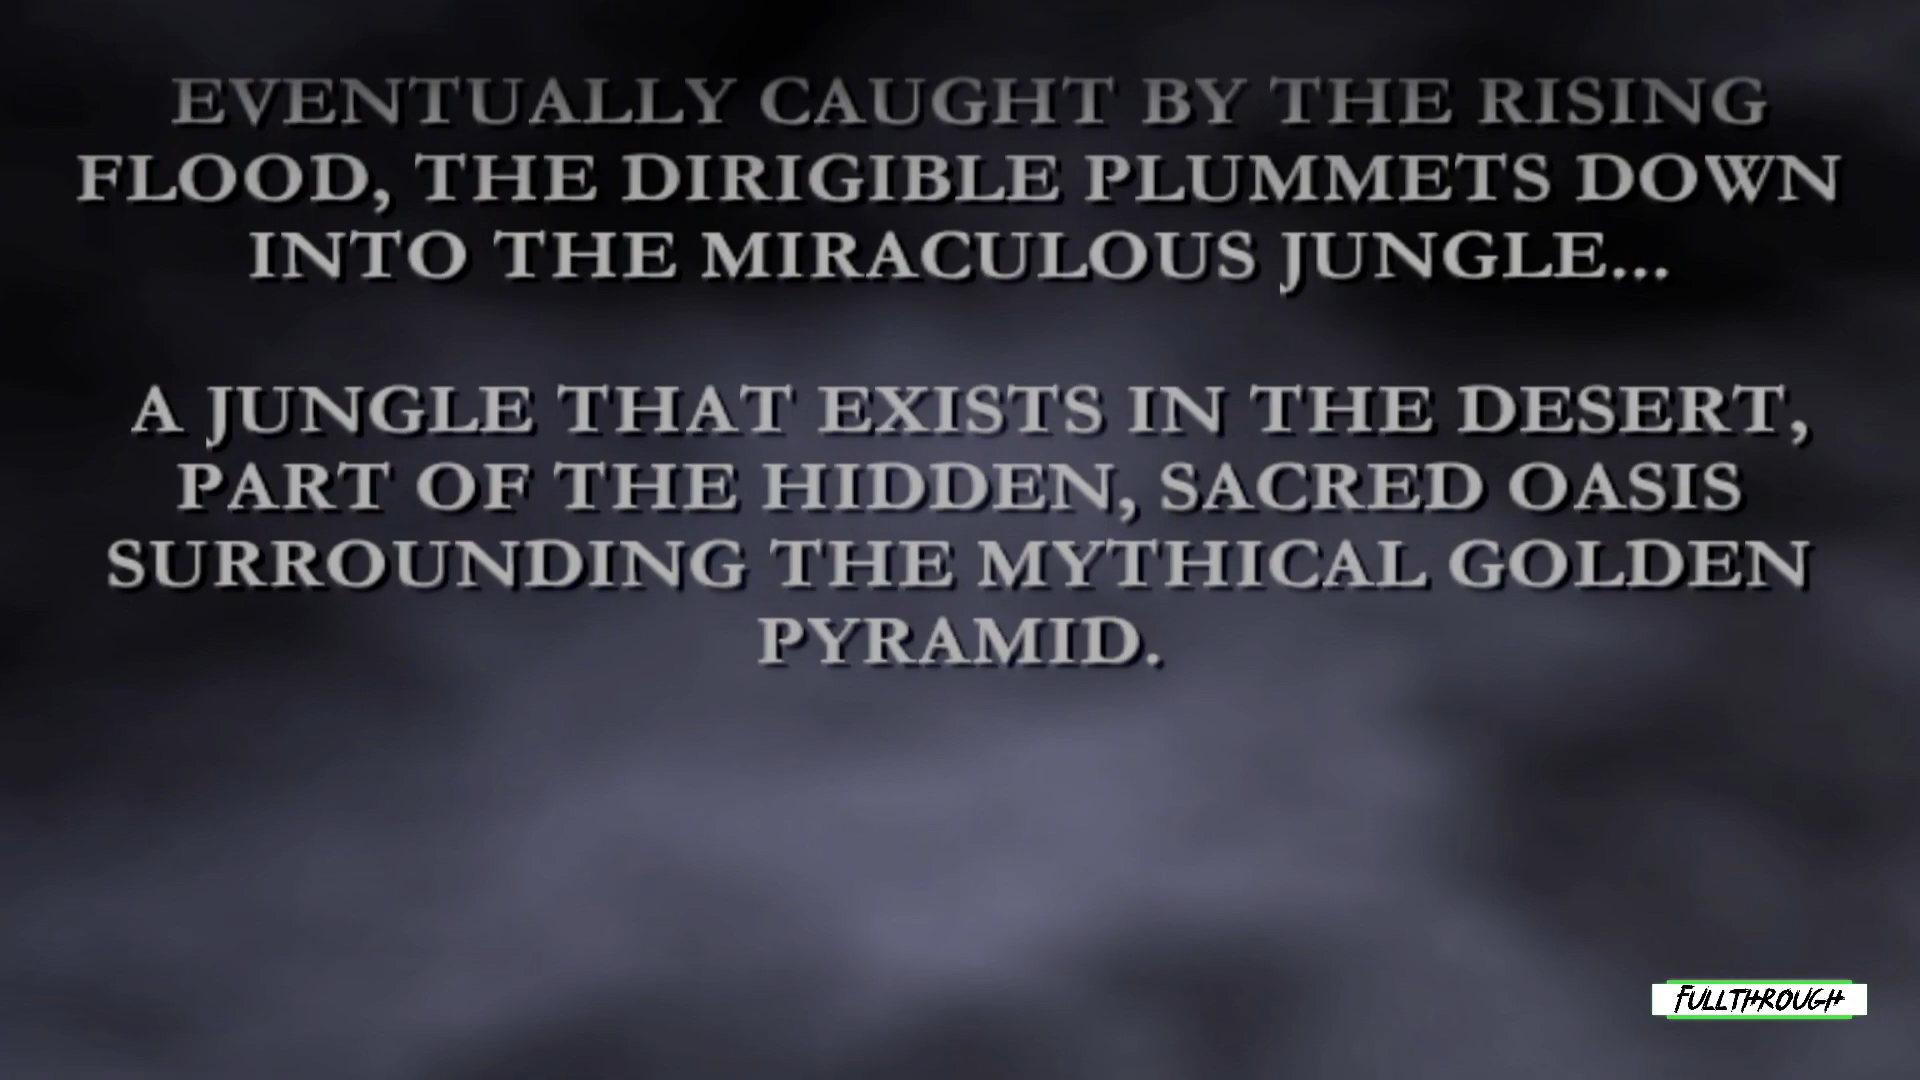 EVENTUALLY CAUGHT BY THE RISING
FLOOD, THE DIRIGIBLE PLUMMETS DOWN
INTO THE MIRACULOUS JUNGLE...
A JUNGLE THAT EXISTS IN THE DESERT,
PART OF THE HIDDEN, SACRED OASIS
SURROUNDING THE MYTHICAL GOLDEN
PYRAMID.
FULLTHROUGH